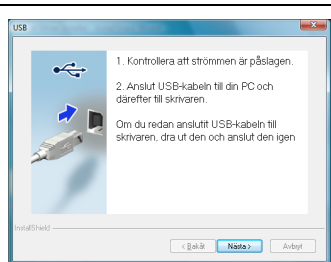 USB
1. Kontrollera att strömmen är påslagen.
2. Anslut USB-kabeln till din PC och
därefter till skrivaren.
Om du redan anslutit USB-kabeln till
skrivaren, dra ut den och anslut den igen
InstallShield
< Bakåt
Nästa >
Avbryt